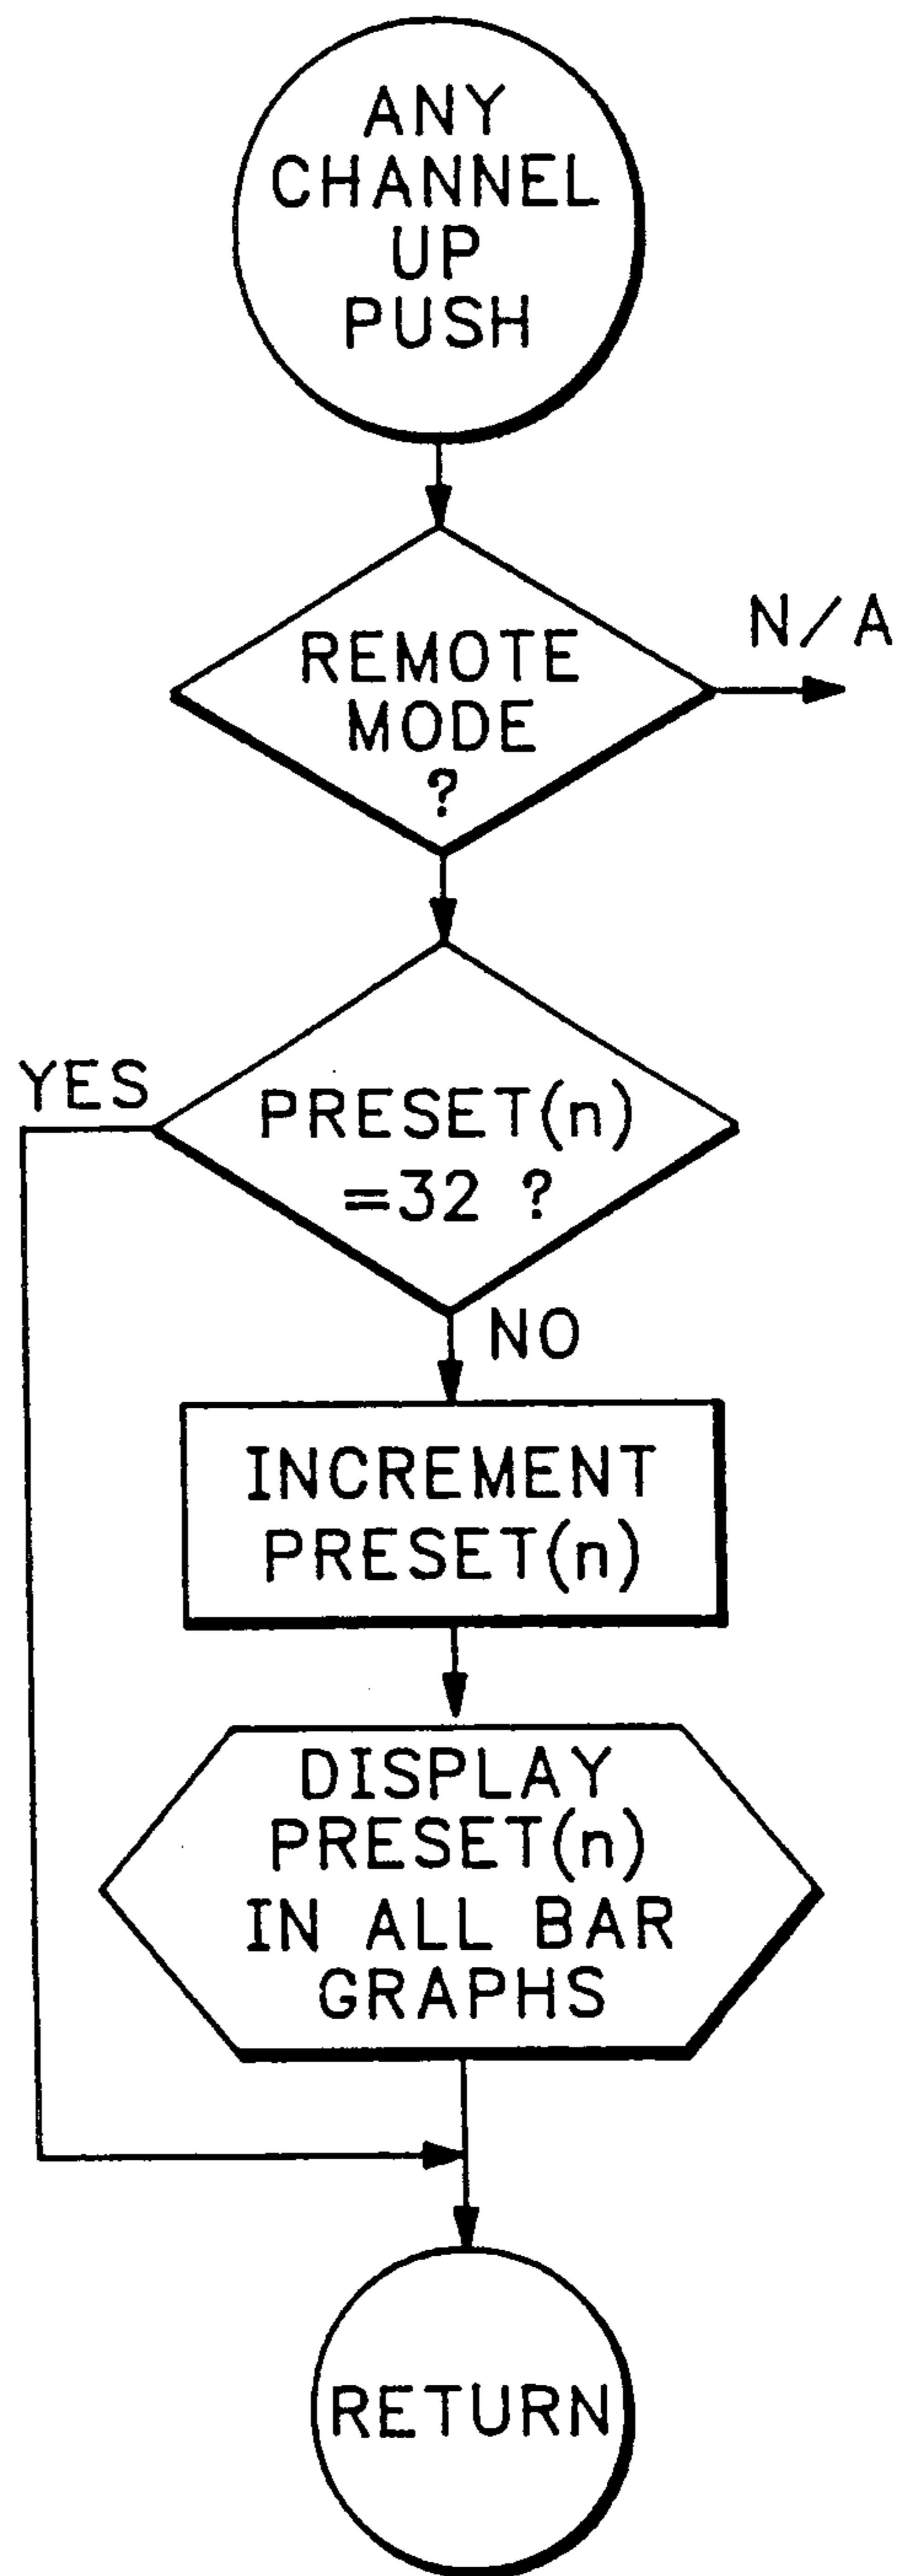 ANY
CHANNEL
UP
PUSH
REMOTE
MODE
?
N/A
YES
PRESET(n)
=32 ?
NO
INCREMENT
PRESET(n)
DISPLAY
PRESET(n)
IN ALL BAR
GRAPHS
RETURN